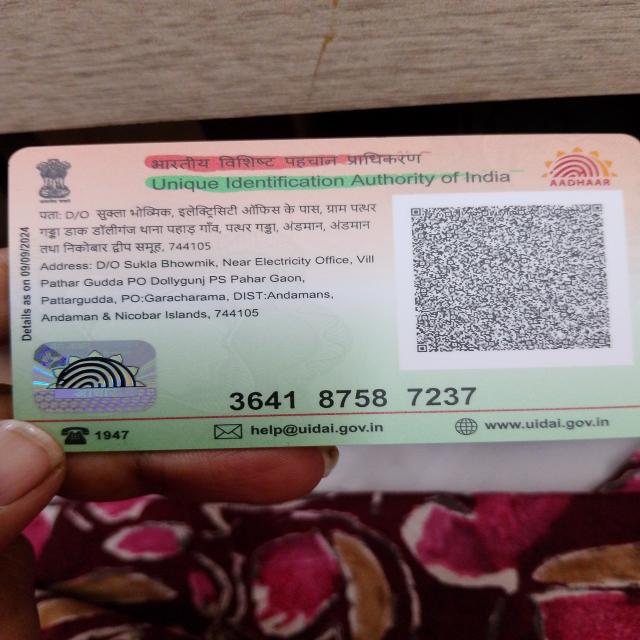 भारतीय विशिष्ट पहचान प्राधिकरण
Unique Identification Authority of India
AADHAAR
Details as on 09/09/2024
पता: D/O सुक्ला भोव्मिक, इलेक्ट्रिसिटी ऑफिस के पास, ग्राम पत्थर
गड्ढा डाक डॉलीगंज थाना पहाड़ गाँव, पत्थर गड्ढा, अंडमान, अंडमान
तथा निकोबार द्वीप समूह, 744105
Address: D/O Sukla Bhowmik, Near Electricity Office, Vill
Pathar Gudda PO Dollygunj PS Pahar Gaon,
Pattargudda, PO:Garacharama, DIST:Andamans,
Andaman & Nicobar Islands, 744105
3641 8758 7237
1947
help@uidai.gov.in
www.uidai.gov.in